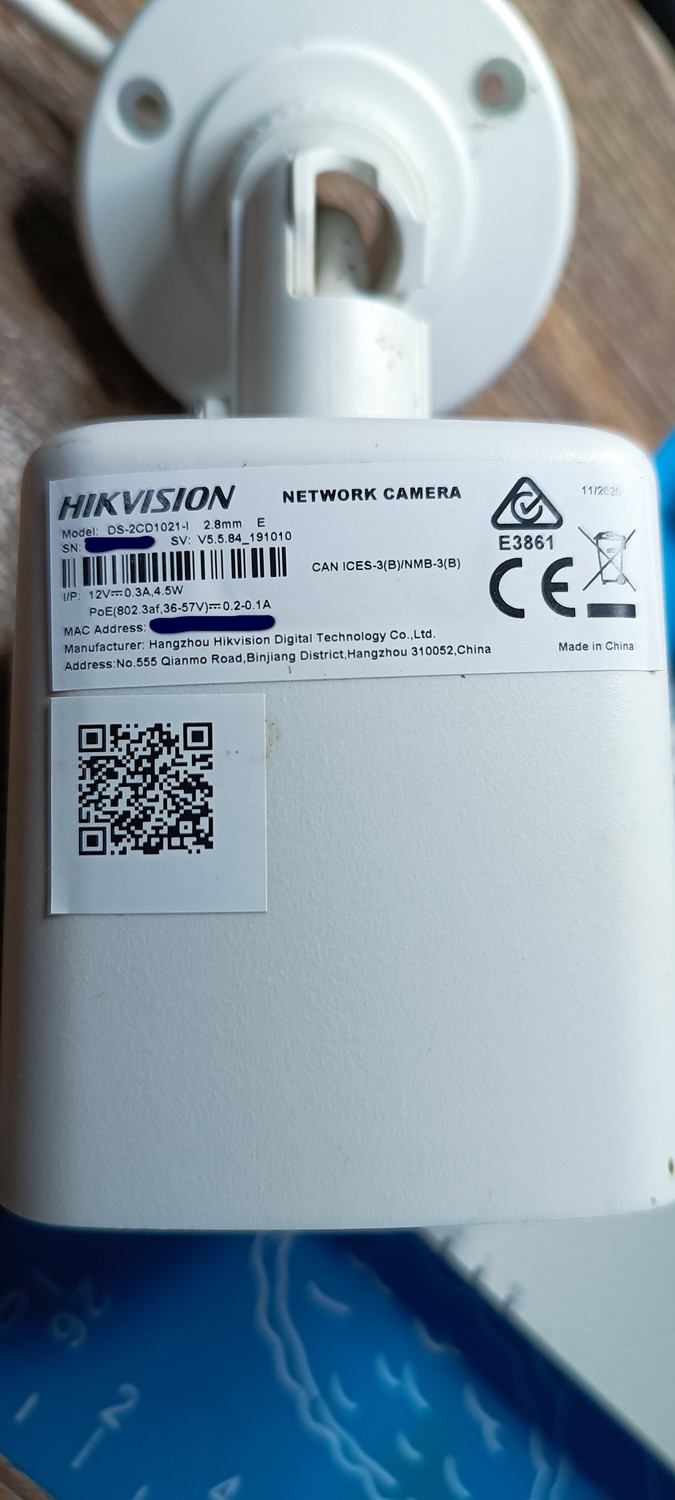 HIKVISION NETWORK CAMERA 11/2020
Model: DS-2CD1021-I 2.8mm E
SN: SV: V5.5.84_191010
E3861
CAN ICES-3(B)/NMB-3(B)
I/P: 12V⎓0.3A,4.5W
PoE(802.3af,36-57V)⎓0.2-0.1A
MAC Address:
Manufacturer: Hangzhou Hikvision Digital Technology Co.,Ltd.
Address:No.555 Qianmo Road,Binjiang District,Hangzhou 310052,China
CE
Made in China
26
2